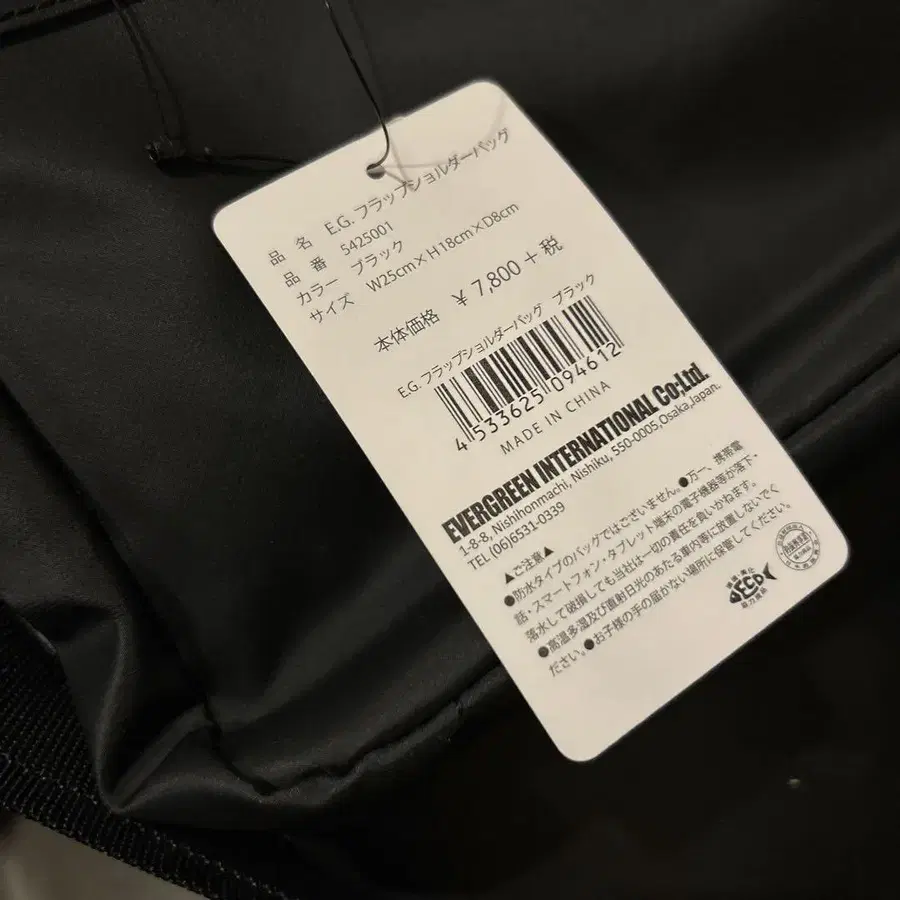 品 名 E.G. フラップショルダーバッグ
品 番 5425001
カラー ブラック
サイズ W25cm×H18cm×D8cm
本体価格 ¥7,800+税
E.G. フラップショルダーバッグ ブラック
4 533625 094612
MADE IN CHINA
EVERGREEN INTERNATIONAL Co;Ltd.
1-8-8, Nishihonmachi, Nishiku, 550-0005,Osaka,Japan.
TEL (06)6531-0339
▲ご注意▲
●防水タイプのバッグではございません。●万一、携帯電
話・スマートフォン・タブレット端末の電子機器等が落下・
落水して破損しても当社は一切の責任を負いかねます。
●高温多湿及び直射日光のあたる車内等に放置しないでく
ださい。●お子様の手の届かない場所に保管してください。
ECO